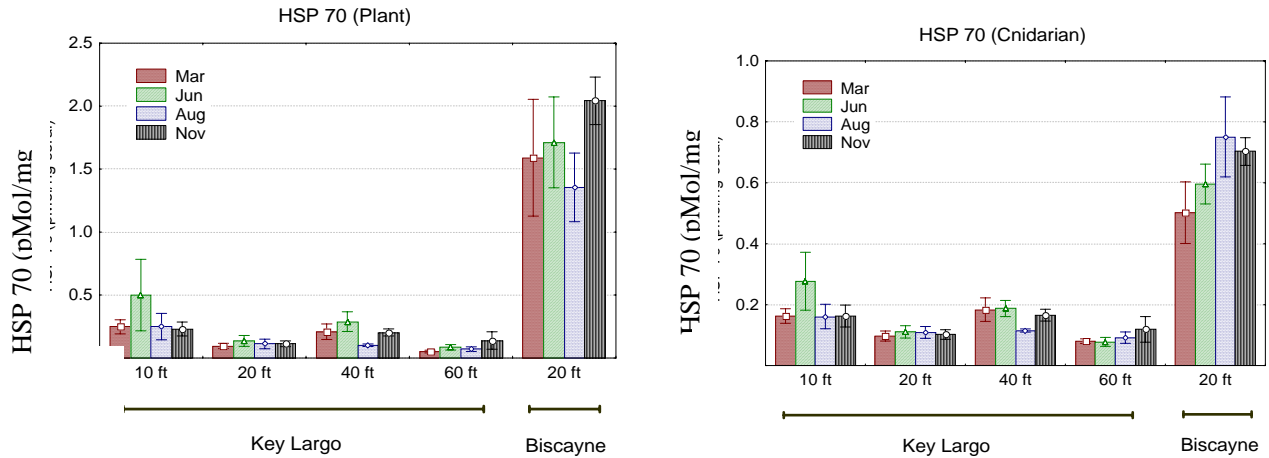 HSP 70 (Plant)
2.5
2.0
1.5
1.0
0.5
HSP 70 (pMol/mg
Mar
Jun
Aug
Nov
10 ft 20 ft 40 ft 60 ft 20 ft
Key Largo Biscayne
HSP 70 (Cnidarian)
1.0
0.8
0.6
0.4
0.2
HSP 70 (pMol/mg
Mar
Jun
Aug
Nov
10 ft 20 ft 40 ft 60 ft 20 ft
Key Largo Biscayne